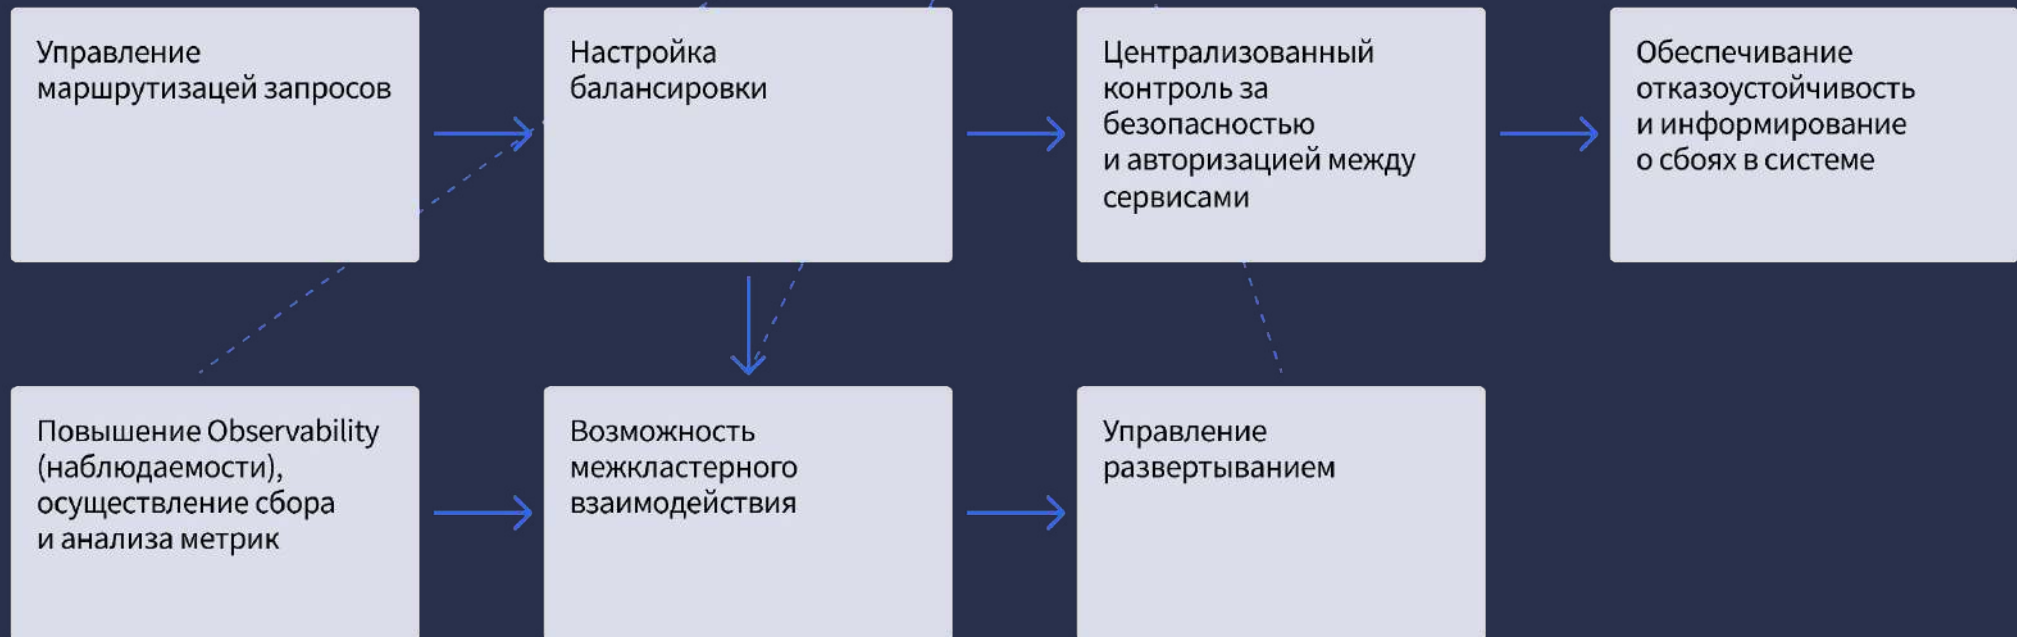 Управление
маршрутизацей запросов
Настройка
балансировки
Централизованный
контроль за
безопасностью
и авторизацией между
сервисами
Обеспечивание
отказоустойчивость
и информирование
о сбоях в системе
Повышение Observability
(наблюдаемости),
осуществление сбора
и анализа метрик
Возможность
межкластерного
взаимодействия
Управление
развертыванием